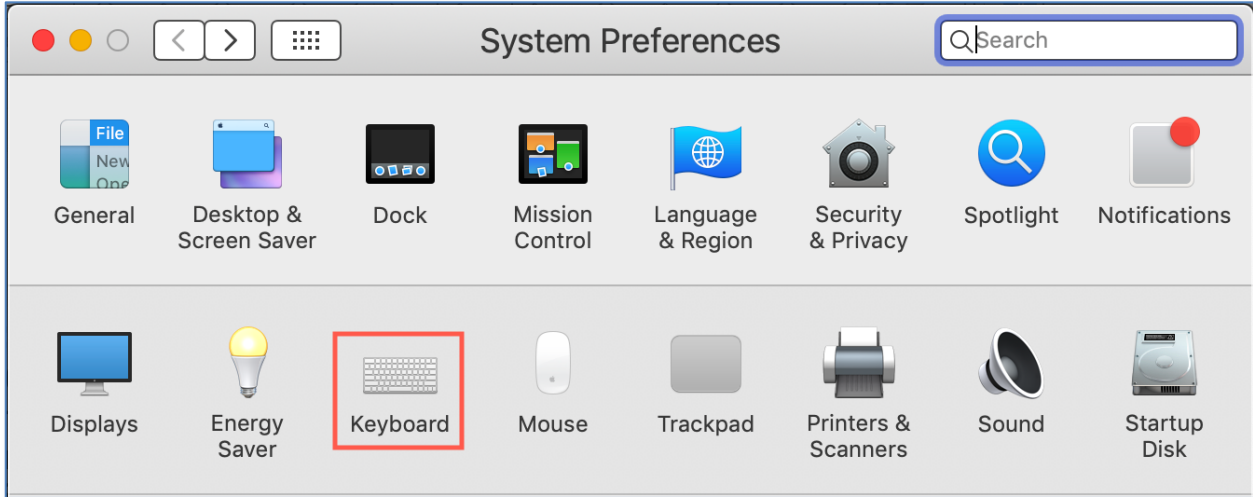 System Preferences
Search
File
New
Ope
General
Desktop &
Screen Saver
Dock
Mission
Control
Language
& Region
Security
& Privacy
Spotlight
Notifications
Displays
Energy
Saver
Keyboard
Mouse
Trackpad
Printers &
Scanners
Sound
Startup
Disk